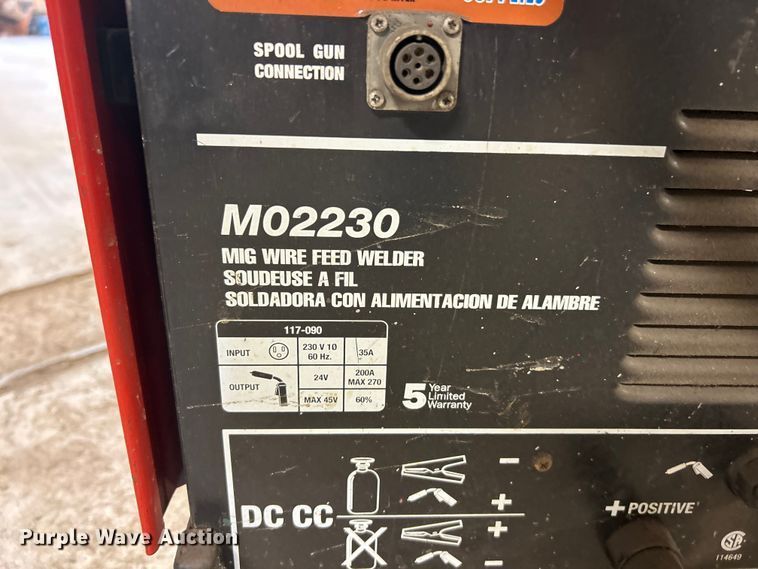 SPOOL GUN
CONNECTION
M02230
MIG WIRE FEED WELDER
SOUDEUSE A FIL
SOLDADORA CON ALIMENTACION DE ALAMBRE
117-090
INPUT 230 V 1Ø 60 Hz. 35A
OUTPUT 24V 200A MAX 270
MAX 45V 60%
5 Year Limited Warranty
DC CC
+ -
- +
+ -
+POSITIVE
114649
Purple Wave Auction